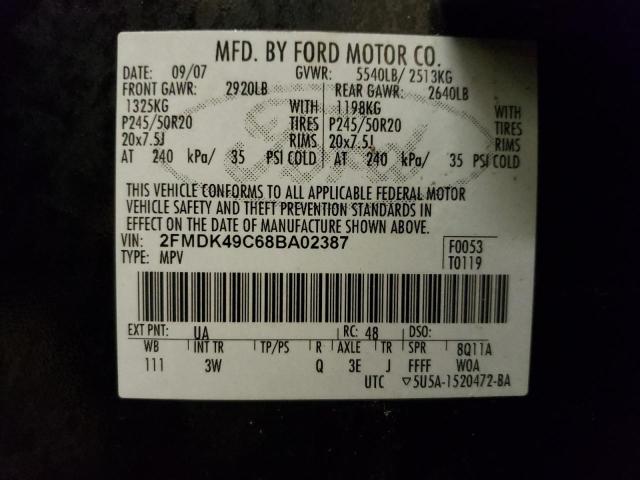 MFD. BY FORD MOTOR CO.
DATE: 09/07 GVWR: 5540LB/ 2513KG
FRONT GAWR: 2920LB REAR GAWR: 2640LB
1325KG WITH 1198KG WITH
P245/50R20 TIRES P245/50R20 TIRES
20x7.5J RIMS 20x7.5J RIMS
AT 240 kPa/ 35 PSI COLD AT 240 kPa/ 35 PSI COLD
Ford
THIS VEHICLE CONFORMS TO ALL APPLICABLE FEDERAL MOTOR
VEHICLE SAFETY AND THEFT PREVENTION STANDARDS IN
EFFECT ON THE DATE OF MANUFACTURE SHOWN ABOVE.
VIN: 2FMDK49C68BA02387 F0053
TYPE: MPV T0119
EXT PNT: UA RC: 48 DSO:
WB INT TR TP/PS R AXLE TR SPR 8Q11A
111 3W Q 3E J FFFF WOA
UTC ▽5U5A-1520472-BA